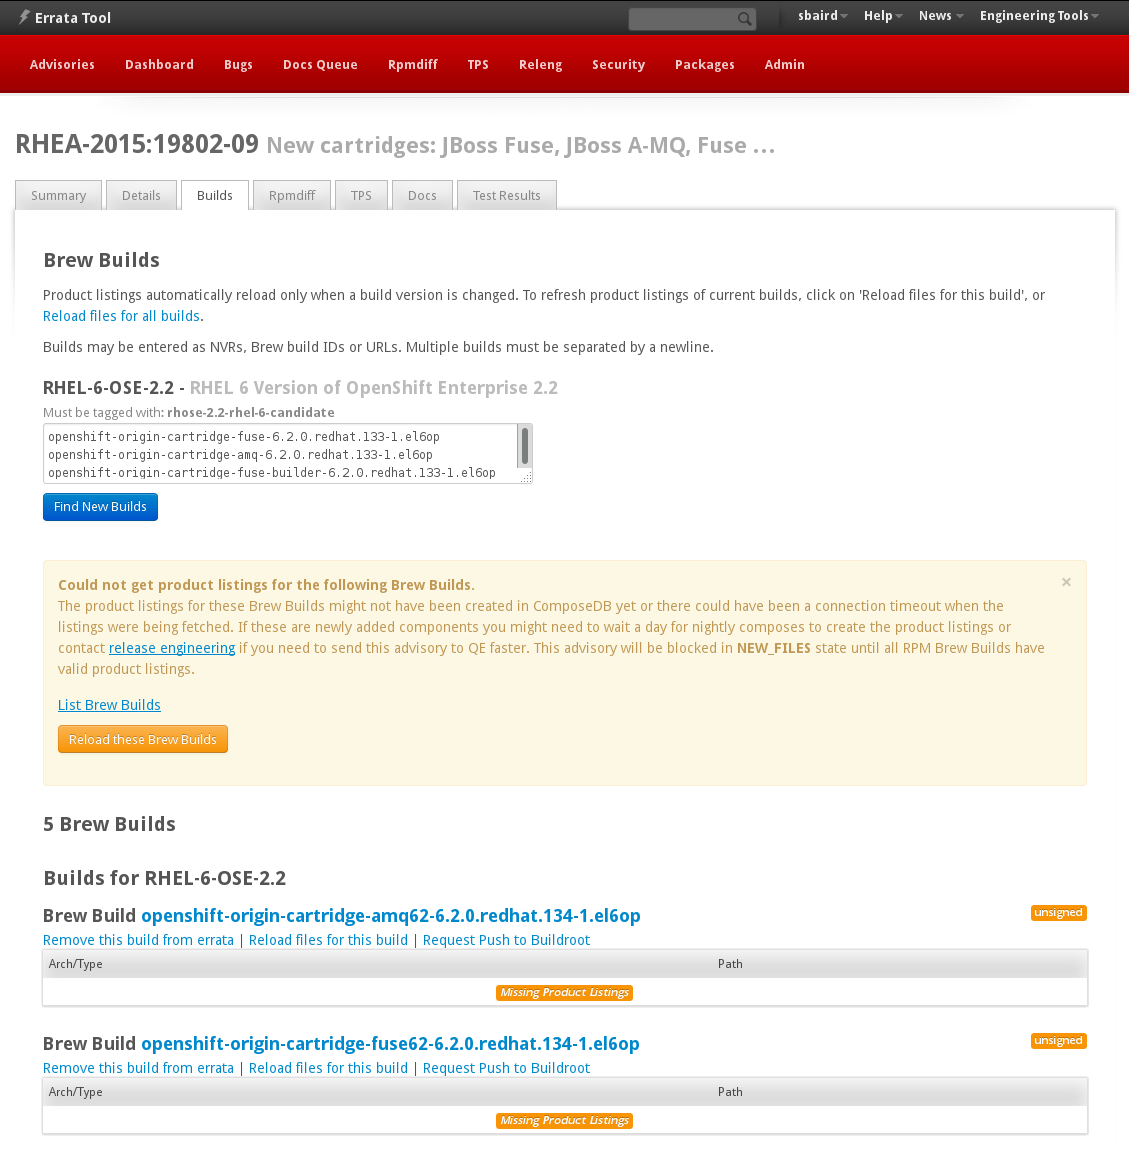 Errata Tool
sbaird Help News Engineering Tools
Advisories Dashboard Bugs Docs Queue Rpmdiff TPS Releng Security Packages Admin
RHEA-2015:19802-09 New cartridges: JBoss Fuse, JBoss A-MQ, Fuse ...
Summary Details Builds Rpmdiff TPS Docs Test Results
Brew Builds
Product listings automatically reload only when a build version is changed. To refresh product listings of current builds, click on 'Reload files for this build', or
Reload files for all builds.
Builds may be entered as NVRs, Brew build IDs or URLs. Multiple builds must be separated by a newline.
RHEL-6-OSE-2.2 - RHEL 6 Version of OpenShift Enterprise 2.2
Must be tagged with: rhose-2.2-rhel-6-candidate
openshift-origin-cartridge-fuse-6.2.0.redhat.133-1.el6op
openshift-origin-cartridge-amq-6.2.0.redhat.133-1.el6op
openshift-origin-cartridge-fuse-builder-6.2.0.redhat.133-1.el6op
Find New Builds
Could not get product listings for the following Brew Builds. ×
The product listings for these Brew Builds might not have been created in ComposeDB yet or there could have been a connection timeout when the
listings were being fetched. If these are newly added components you might need to wait a day for nightly composes to create the product listings or
contact release engineering if you need to send this advisory to QE faster. This advisory will be blocked in NEW_FILES state until all RPM Brew Builds have
valid product listings.
List Brew Builds
Reload these Brew Builds
5 Brew Builds
Builds for RHEL-6-OSE-2.2
Brew Build openshift-origin-cartridge-amq62-6.2.0.redhat.134-1.el6op unsigned
Remove this build from errata | Reload files for this build | Request Push to Buildroot
Arch/Type Path
Missing Product Listings
Brew Build openshift-origin-cartridge-fuse62-6.2.0.redhat.134-1.el6op unsigned
Remove this build from errata | Reload files for this build | Request Push to Buildroot
Arch/Type Path
Missing Product Listings